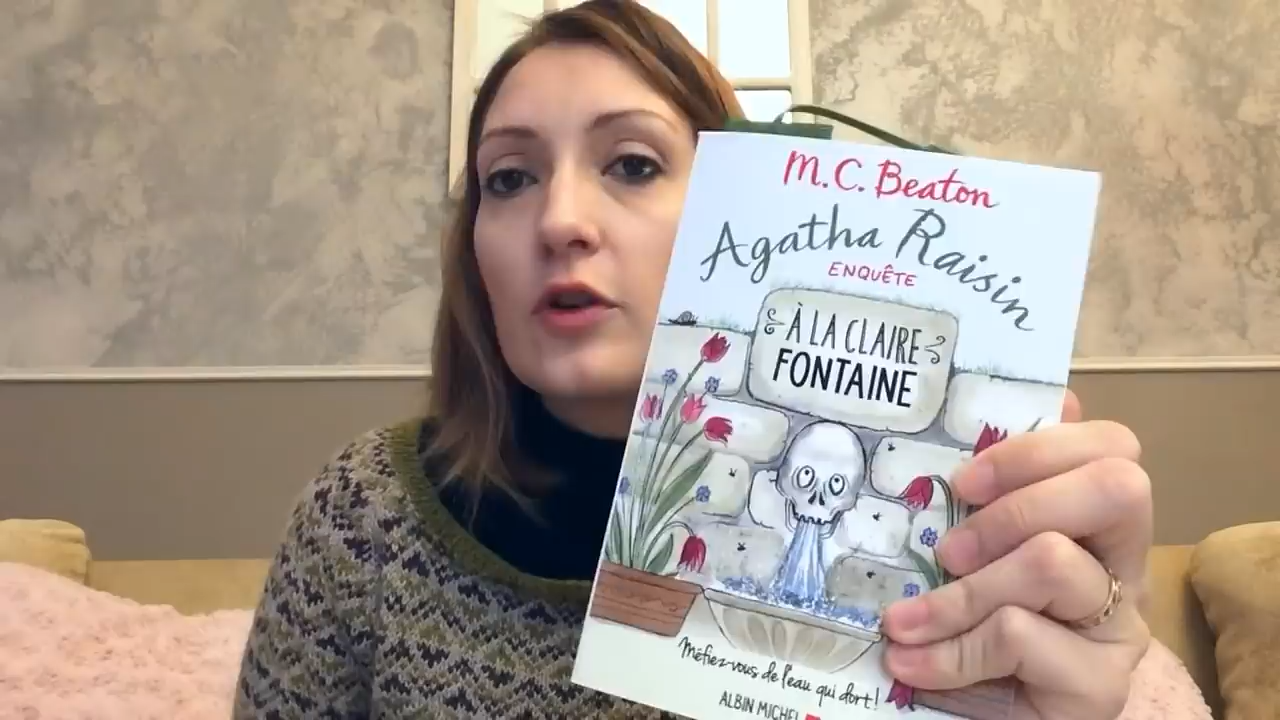 M.C. Beaton
Agatha Raisin
ENQUÊTE
À LA CLAIRE
FONTAINE
Méfiez-vous de l'eau qui dort!
ALBIN MICHEL